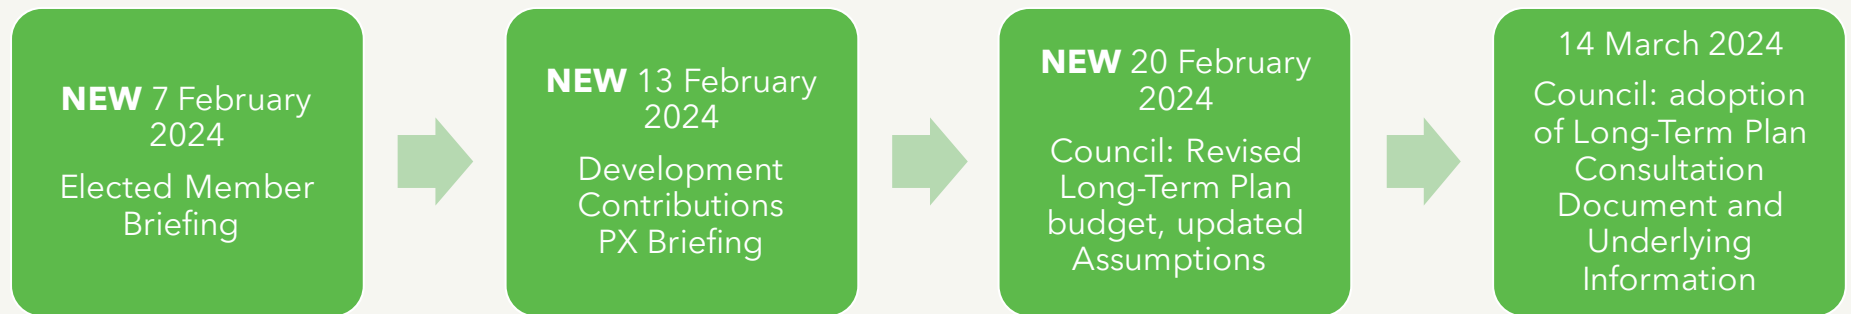 NEW 7 February
2024
Elected Member
Briefing
NEW 13 February
2024
Development
Contributions
PX Briefing
NEW 20 February
2024
Council: Revised
Long-Term Plan
budget, updated
Assumptions
14 March 2024
Council: adoption
of Long-Term Plan
Consultation
Document and
Underlying
Information